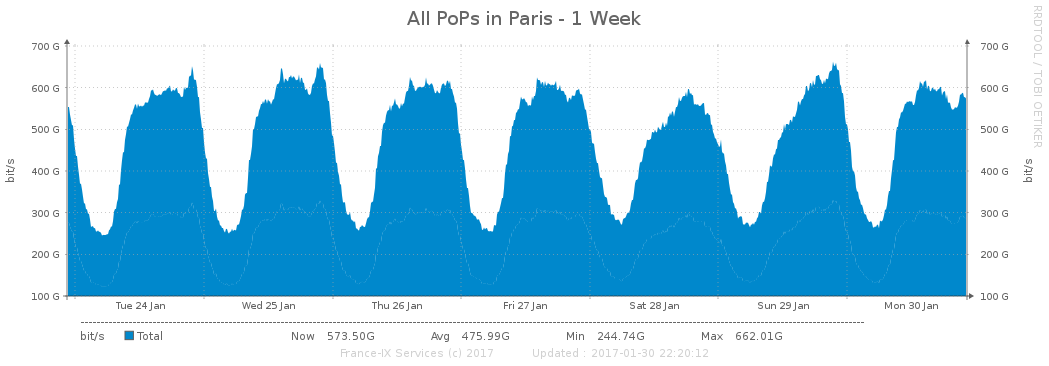 All PoPs in Paris - 1 Week
RRDTOOL / TOBI OETIKER
700 G 700 G
600 G 600 G
500 G 500 G
400 G 400 G
300 G 300 G
200 G 200 G
100 G 100 G
bit/s bit/s
Tue 24 Jan Wed 25 Jan Thu 26 Jan Fri 27 Jan Sat 28 Jan Sun 29 Jan Mon 30 Jan
bit/s Total Now 573.50G Avg 475.99G Min 244.74G Max 662.01G
France-IX Services (c) 2017 Updated : 2017-01-30 22:20:12